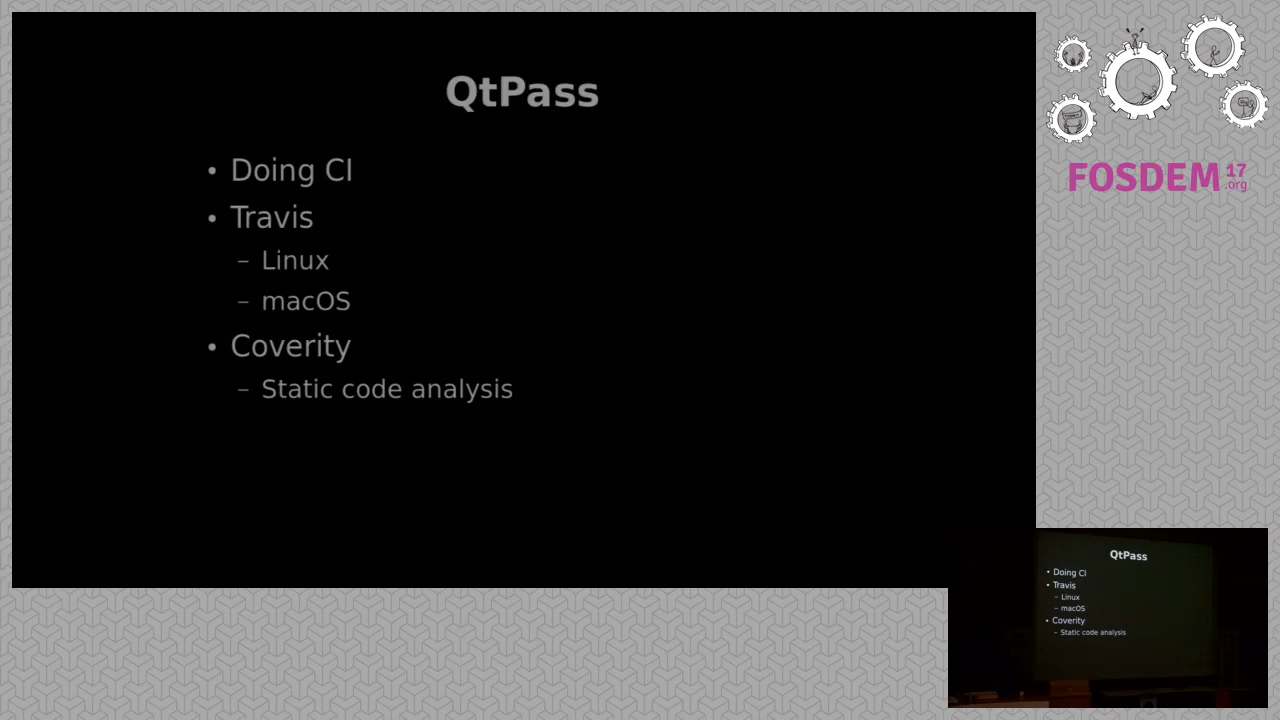 QtPass
• Doing CI
• Travis
– Linux
– macOS
• Coverity
– Static code analysis
FOSDEM 17
.org
QtPass
• Doing CI
• Travis
– Linux
– macOS
• Coverity
– Static code analysis